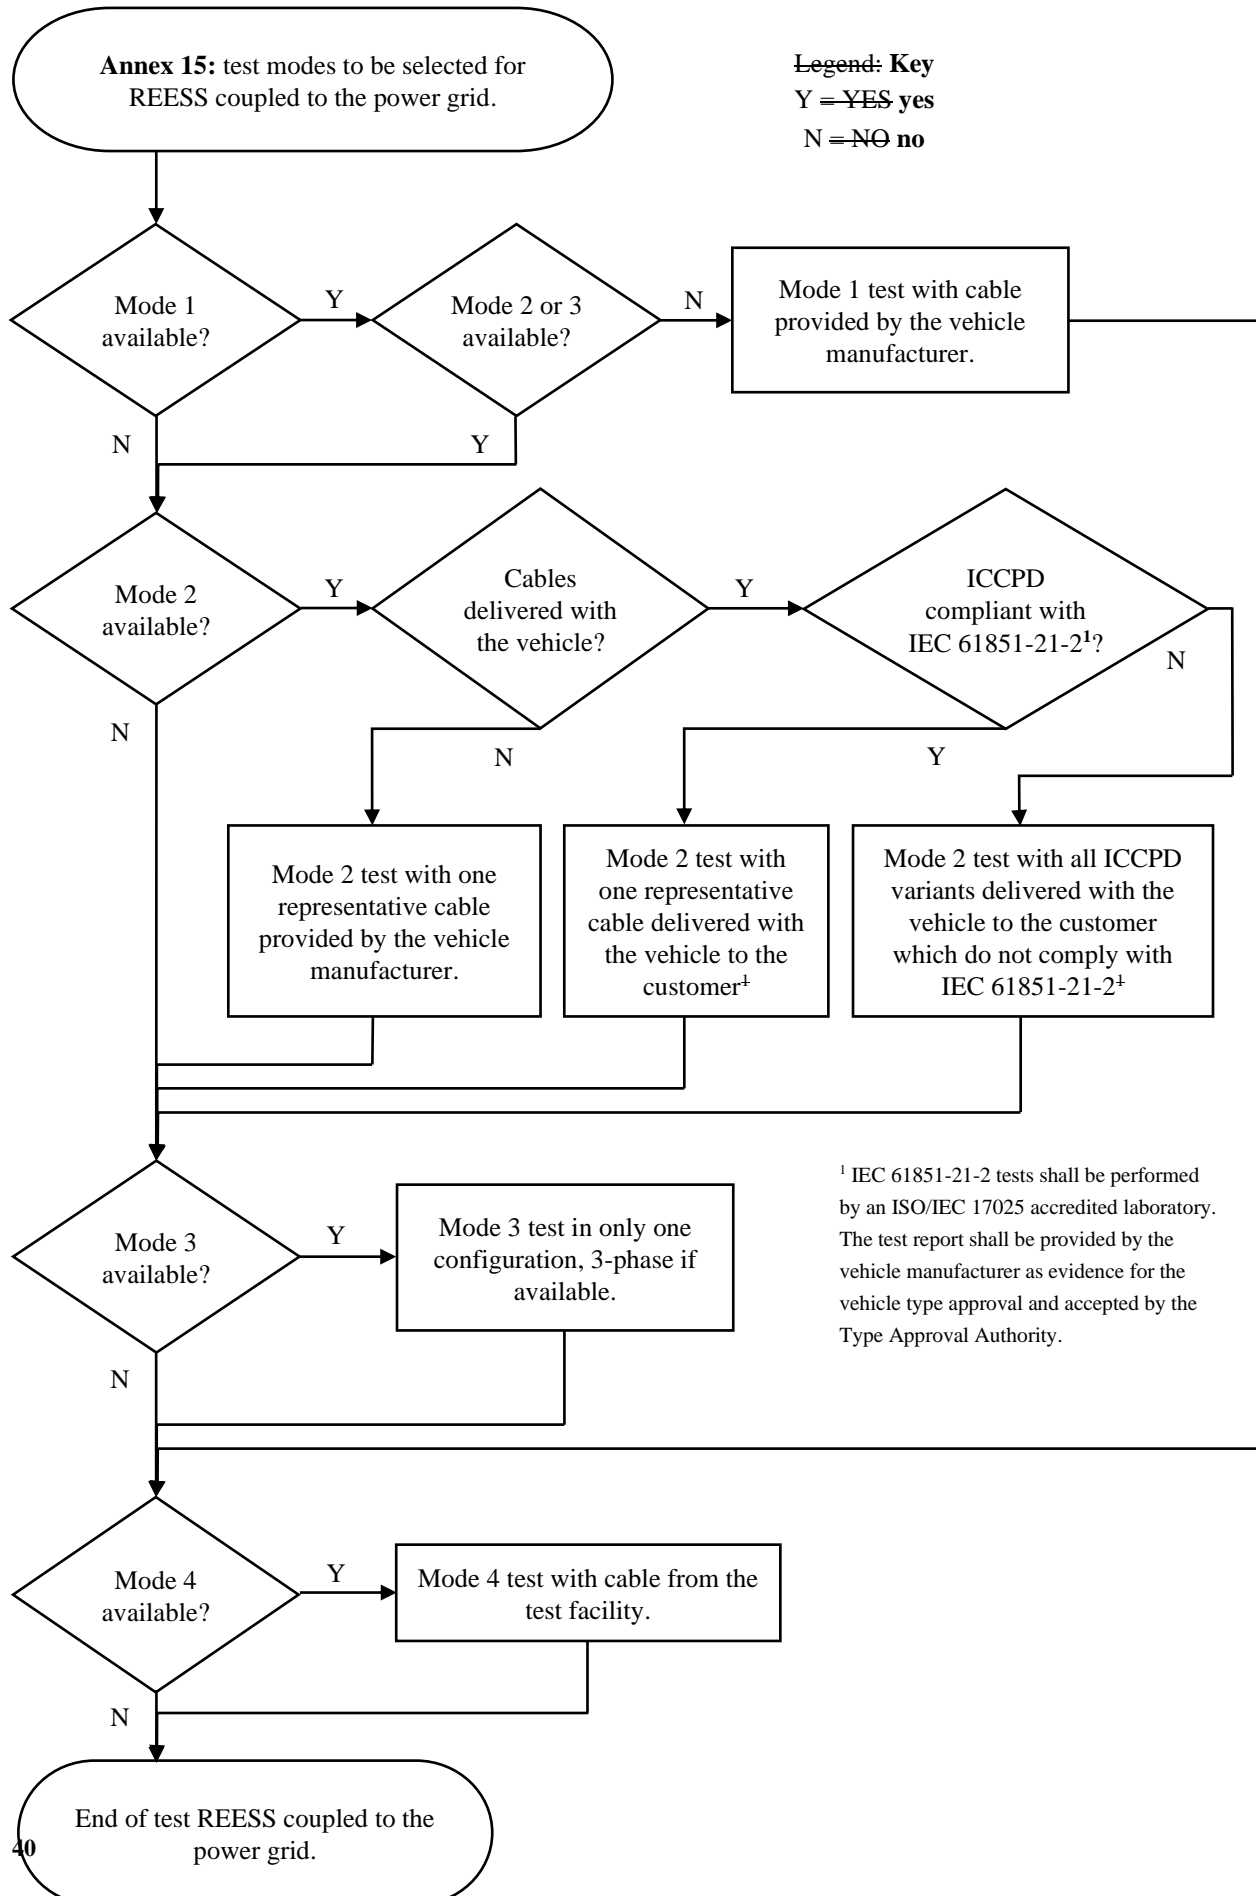 Annex 15: test modes to be selected for
REESS coupled to the power grid.
Legend: Key
Y = YES yes
N = NO no
Mode 1
available?
Y
Mode 2 or 3
available?
N
Mode 1 test with cable
provided by the vehicle
manufacturer.
N
Y
Mode 2
available?
Y
Cables
delivered with
the vehicle?
Y
ICCPD
compliant with
IEC 61851-21-2¹?
N
N
N
Y
Mode 2 test with one
representative cable
provided by the vehicle
manufacturer.
Mode 2 test with
one representative
cable delivered with
the vehicle to the
customer¹
Mode 2 test with all ICCPD
variants delivered with the
vehicle to the customer
which do not comply with
IEC 61851-21-2¹
Mode 3
available?
Y
Mode 3 test in only one
configuration, 3-phase if
available.
¹ IEC 61851-21-2 tests shall be performed
by an ISO/IEC 17025 accredited laboratory.
The test report shall be provided by the
vehicle manufacturer as evidence for the
vehicle type approval and accepted by the
Type Approval Authority.
N
Mode 4
available?
Y
Mode 4 test with cable from the
test facility.
N
End of test REESS coupled to the
power grid.
40